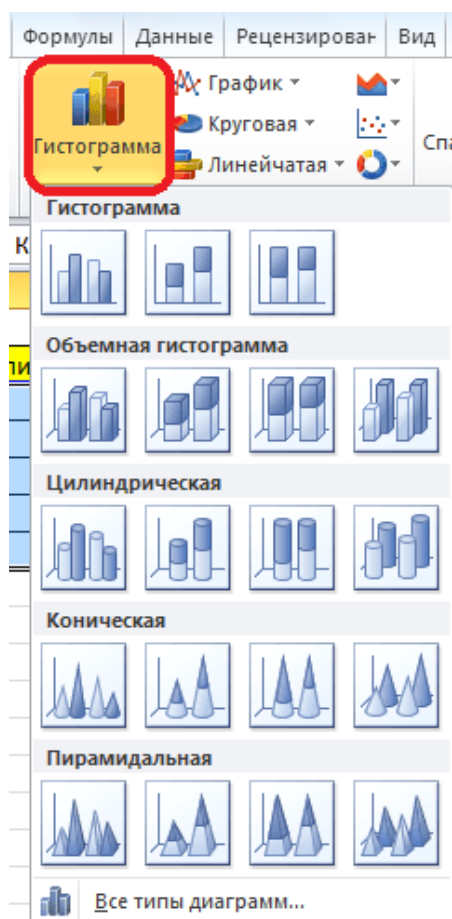 Формулы Данные Рецензирован Вид
График
Круговая
Гистограмма
Линейчатая
Гистограмма
Объемная гистограмма
Цилиндрическая
Коническая
Пирамидальная
Все типы диаграмм...